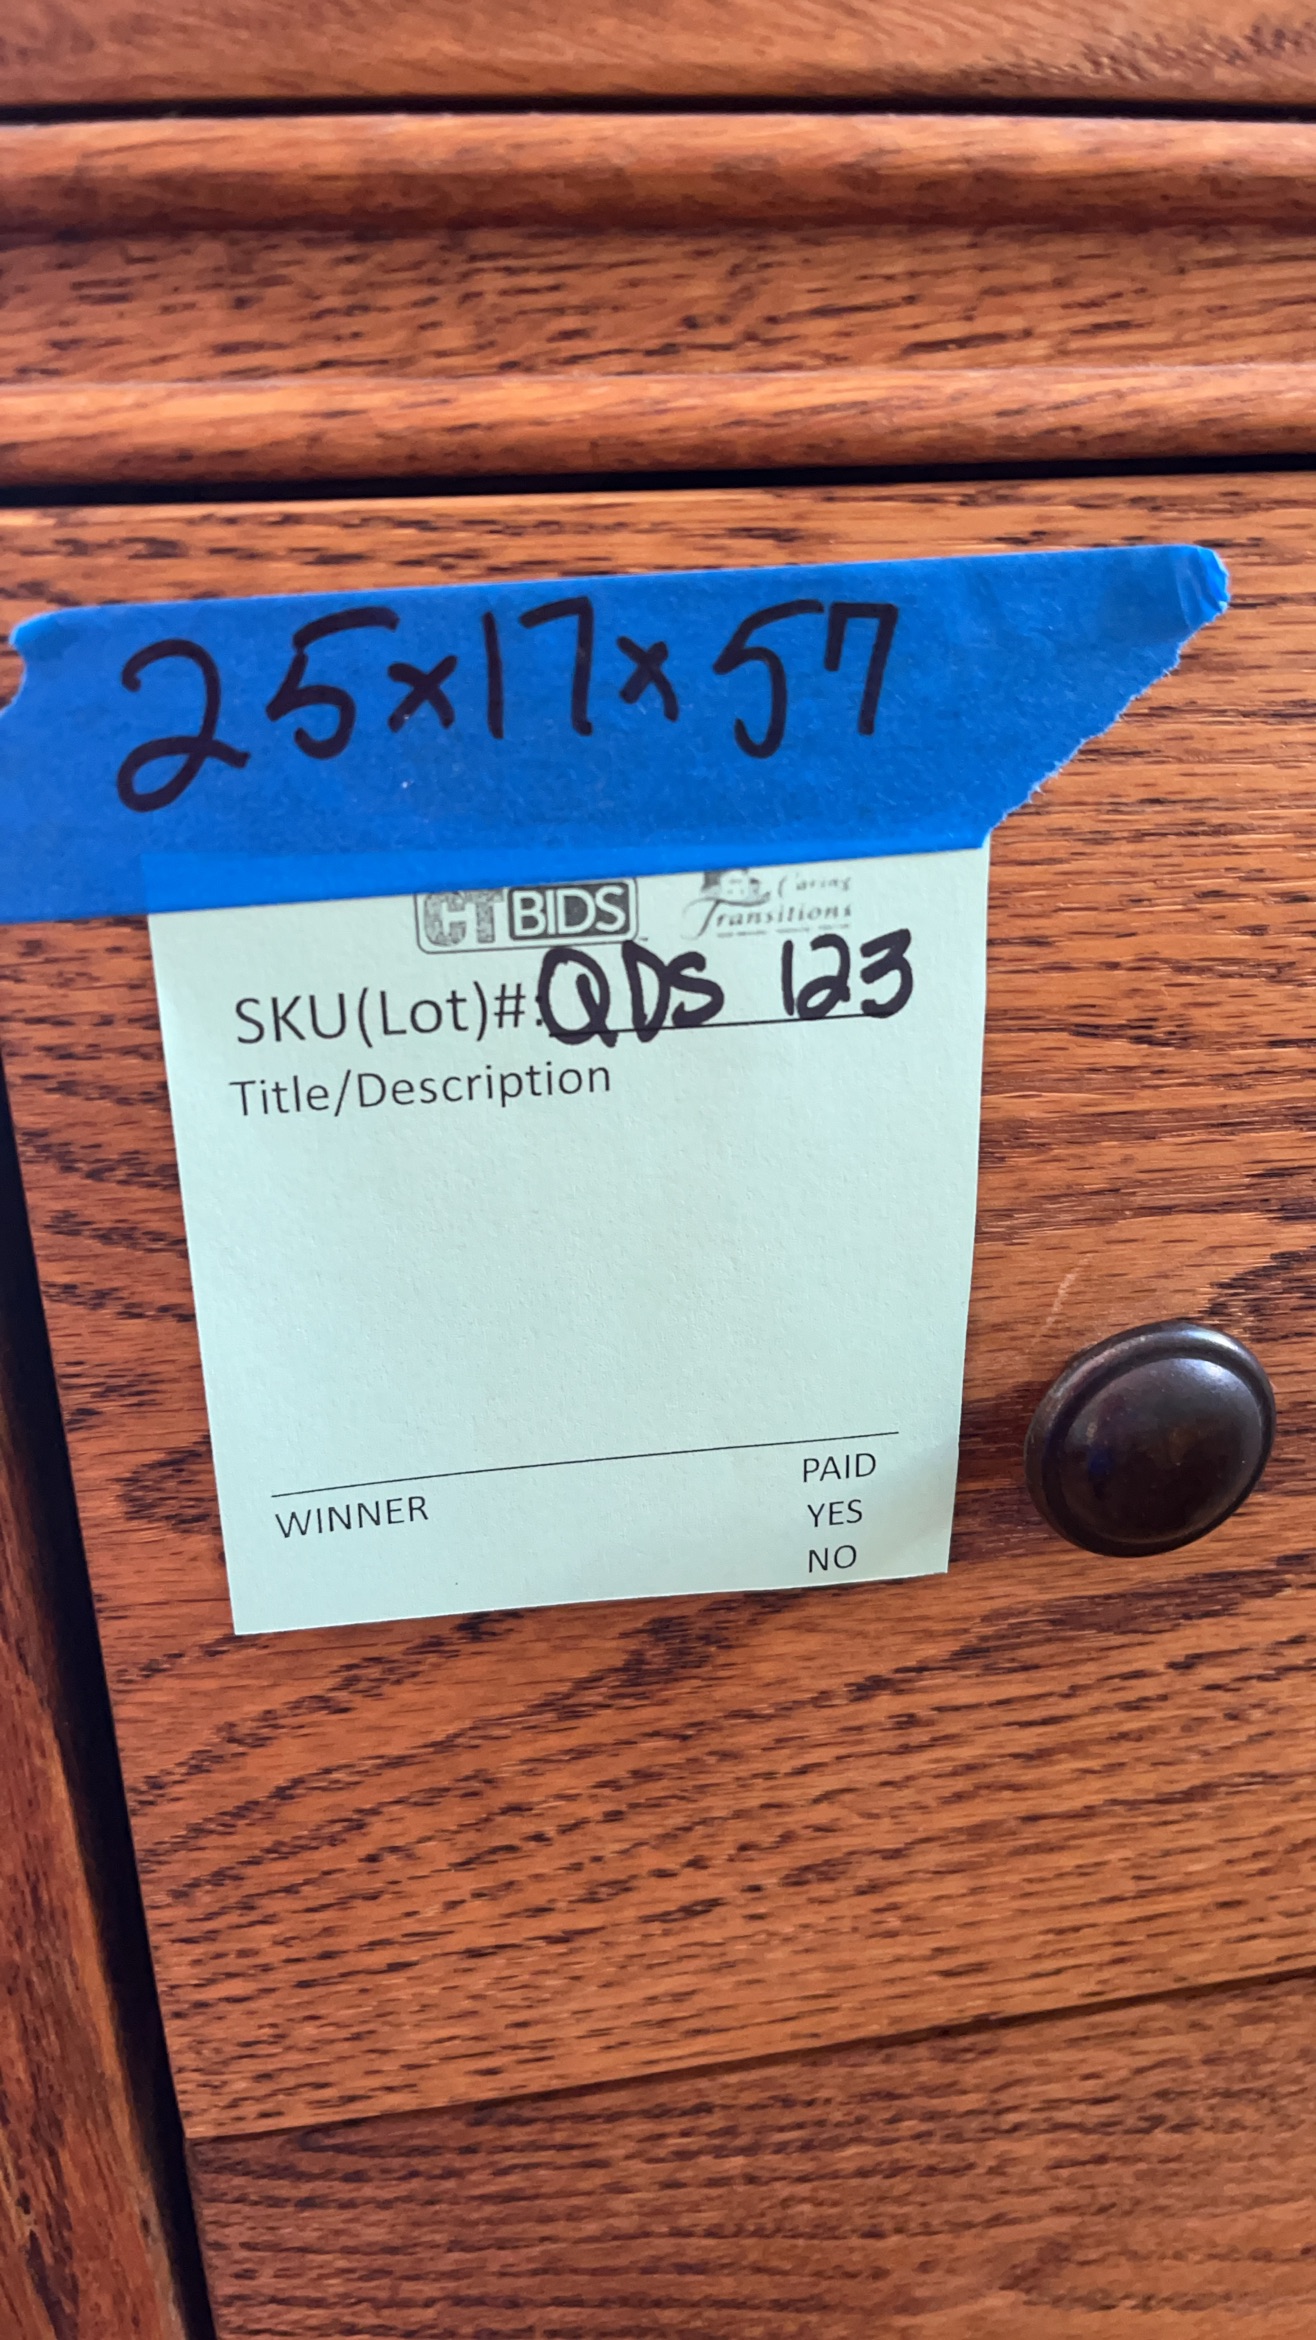 25x17x57
CT BIDS
Caring
Transitions
SKU(Lot)#: QDS 123
Title/Description
WINNER
PAID
YES
NO